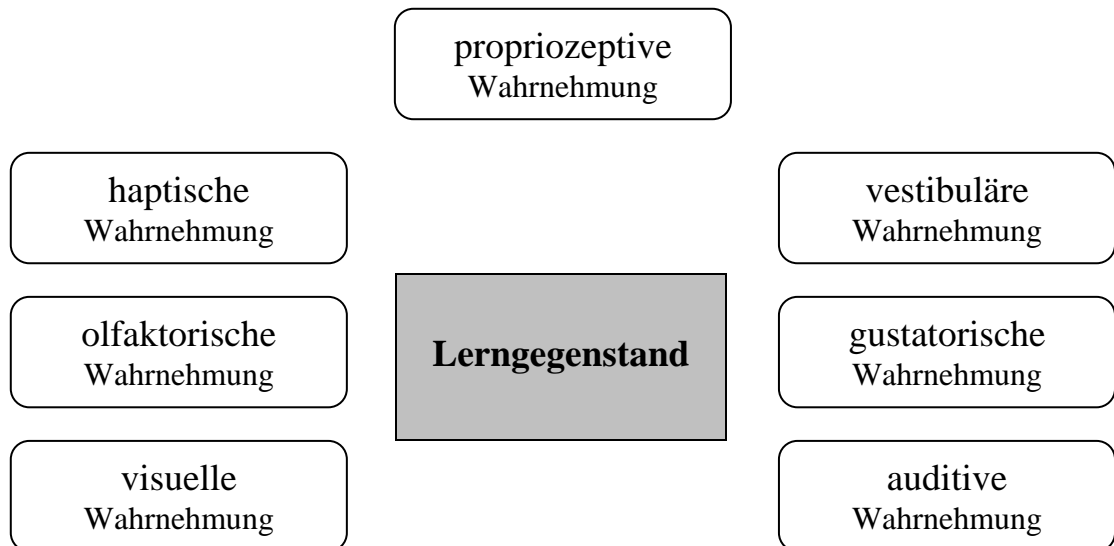 propriozeptive
Wahrnehmung
haptische
Wahrnehmung
vestibuläre
Wahrnehmung
olfaktorische
Wahrnehmung
Lerngegenstand
gustatorische
Wahrnehmung
visuelle
Wahrnehmung
auditive
Wahrnehmung